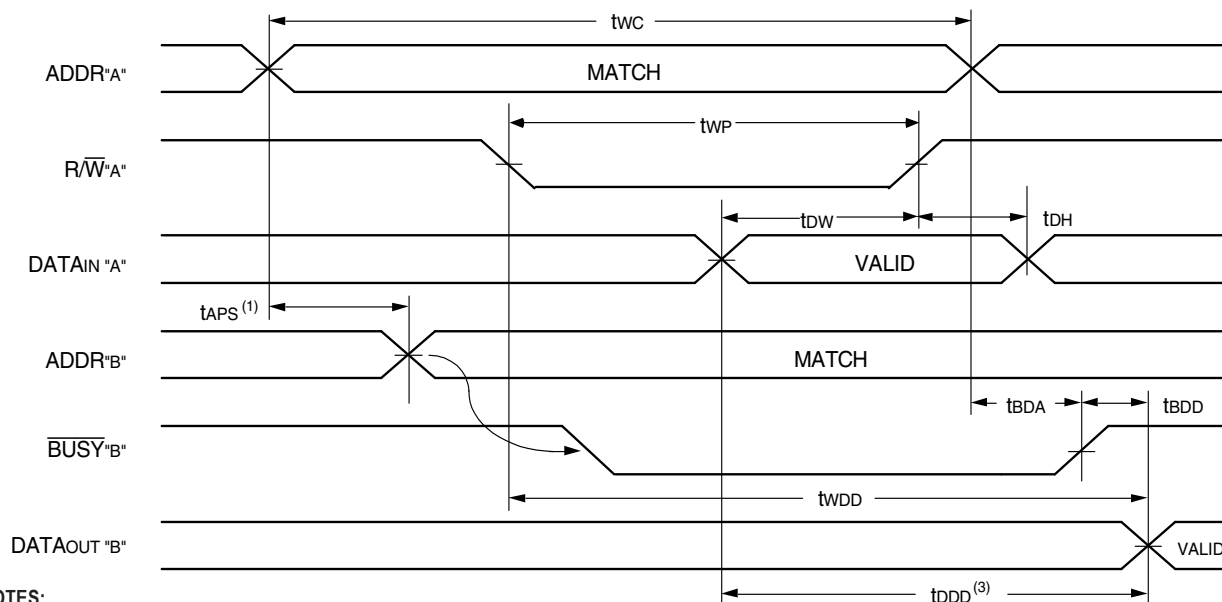 tWC
ADDR"A"
MATCH
tWP
R/W̅"A"
tDW
tDH
DATAIN "A"
VALID
tAPS(1)
ADDR"B"
MATCH
tBDA
tBDD
B̅U̅S̅Y̅"B"
tWDD
DATAOUT "B"
VALID
OTES:
tDDD(3)